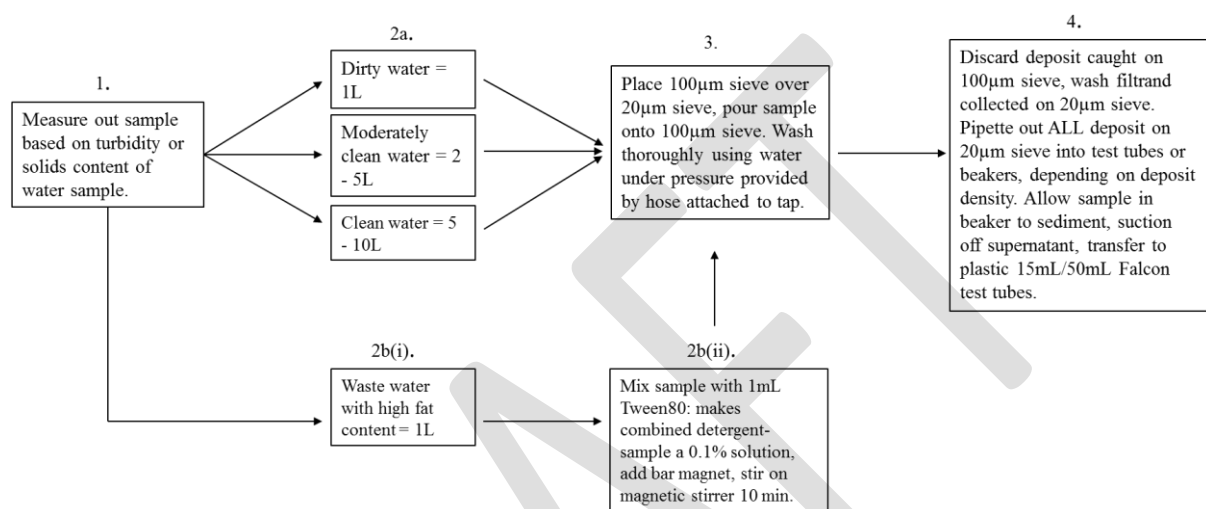 1.
Measure out sample
based on turbidity or
solids content of
water sample.
2a.
Dirty water =
1L
Moderately
clean water = 2
- 5L
Clean water = 5
- 10L
2b(i).
Waste water
with high fat
content = 1L
2b(ii).
Mix sample with 1mL
Tween80: makes
combined detergent-
sample a 0.1% solution,
add bar magnet, stir on
magnetic stirrer 10 min.
3.
Place 100µm sieve over
20µm sieve, pour sample
onto 100µm sieve. Wash
thoroughly using water
under pressure provided
by hose attached to tap.
4.
Discard deposit caught on
100µm sieve, wash filtrand
collected on 20µm sieve.
Pipette out ALL deposit on
20µm sieve into test tubes or
beakers, depending on deposit
density. Allow sample in
beaker to sediment, suction
off supernatant, transfer to
plastic 15mL/50mL Falcon
test tubes.